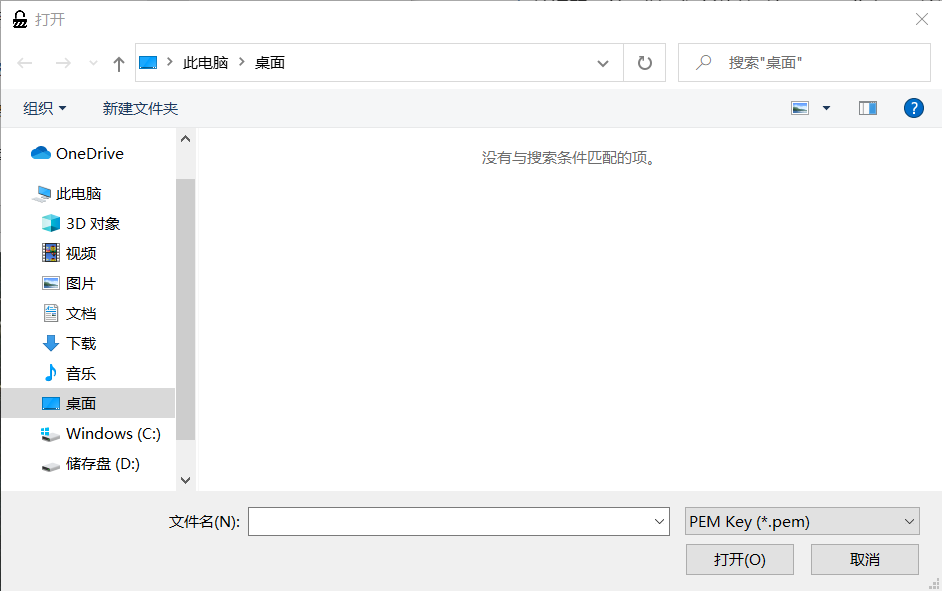 打开
此电脑 桌面
搜索"桌面"
组织
新建文件夹
?
OneDrive
没有与搜索条件匹配的项。
此电脑
3D 对象
视频
图片
文档
下载
音乐
桌面
Windows (C:)
储存盘 (D:)
文件名(N):
PEM Key (*.pem)
打开(O)
取消